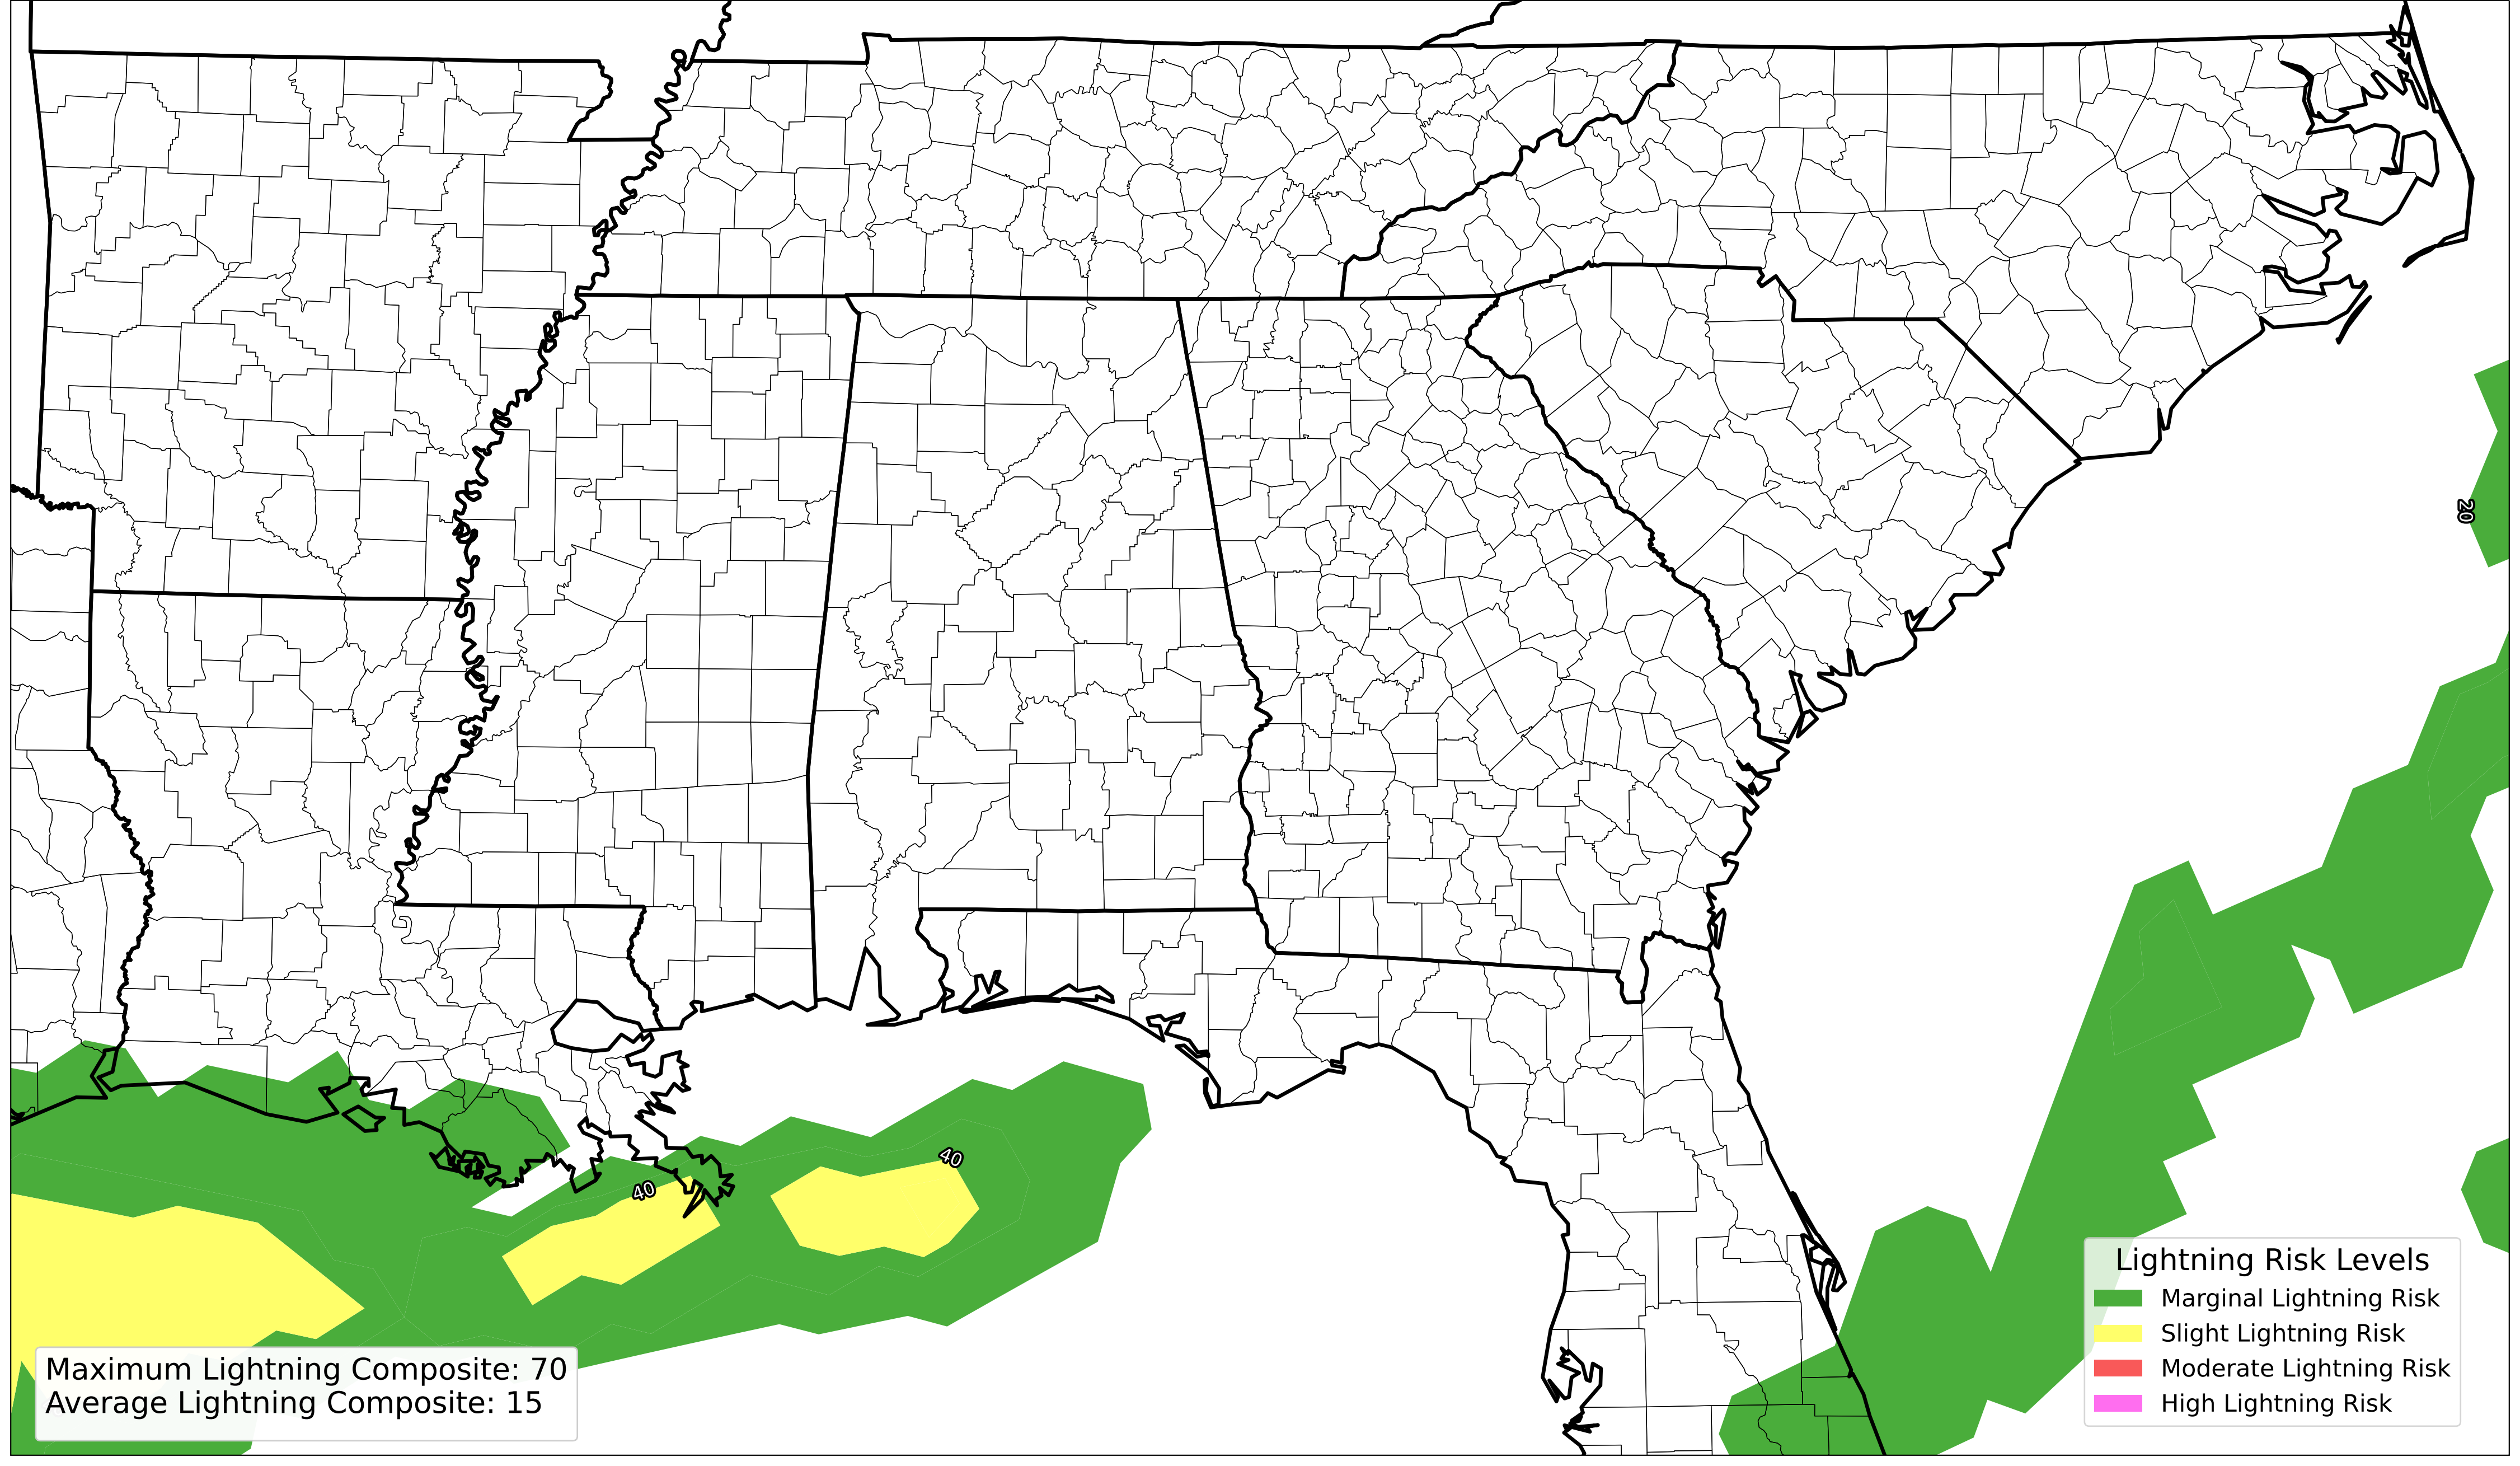 20
40
40
Maximum Lightning Composite: 70
Average Lightning Composite: 15
Lightning Risk Levels
Marginal Lightning Risk
Slight Lightning Risk
Moderate Lightning Risk
High Lightning Risk